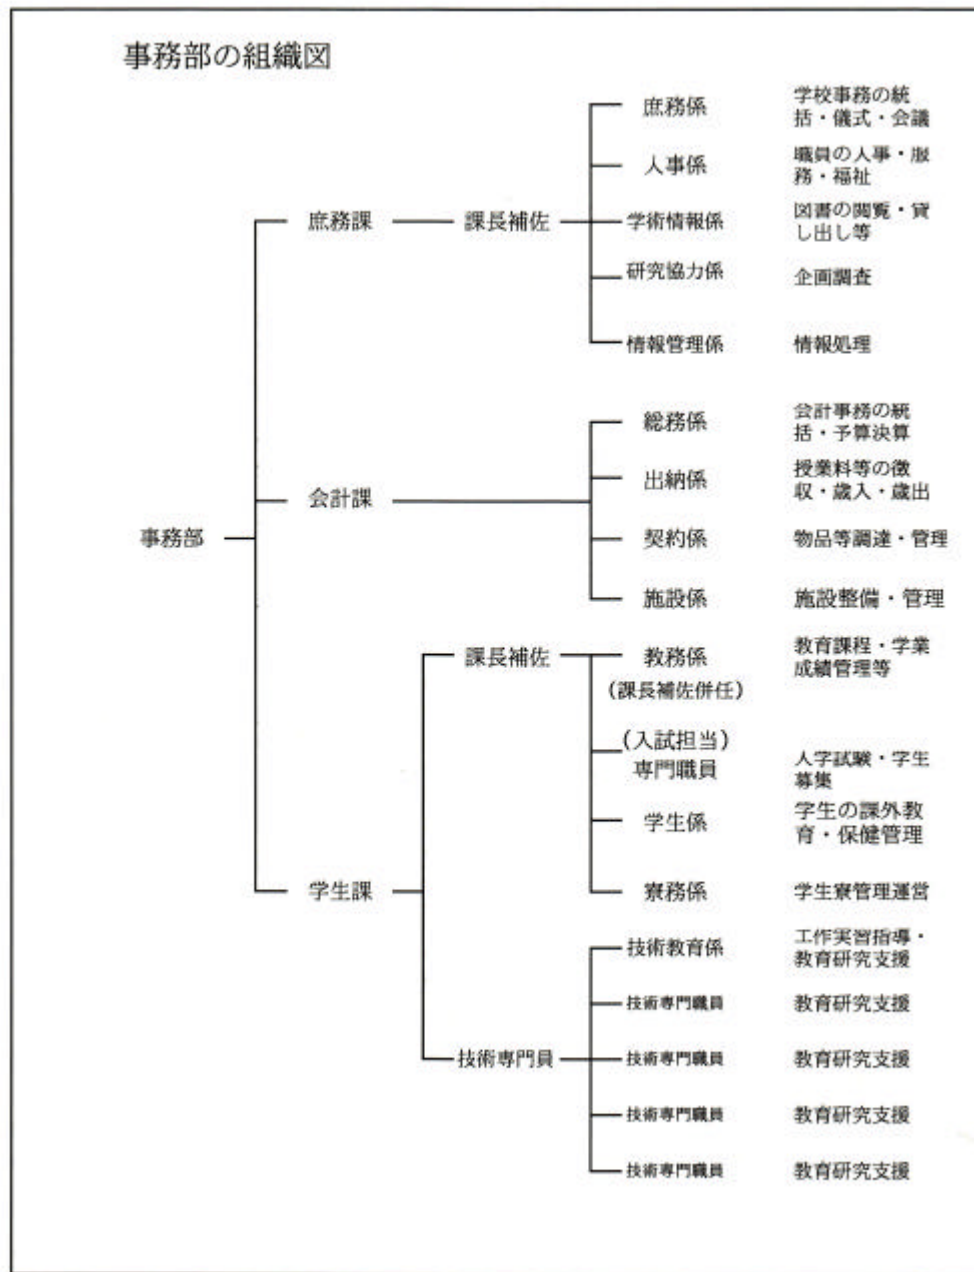 事務部の組織図
庶務係
学校事務の統
括・儀式・会議
人事係
職員の人事・服
務・福祉
庶務課
課長補佐
学術情報係
図書の閲覧・貸
し出し等
研究協力係
企画調査
情報管理係
情報処理
総務係
会計事務の統
括・予算決算
出納係
授業料等の徴
収・歳入・歳出
会計課
事務部
契約係
物品等調達・管理
施設係
施設整備・管理
課長補佐
教務係
(課長補佐併任)
教育課程・学業
成績管理等
(入試担当)
専門職員
入学試験・学生
募集
学生係
学生の課外教
育・保健管理
学生課
寮務係
学生寮管理運営
技術教育係
工作実習指導・
教育研究支援
技術専門職員
教育研究支援
技術専門員
技術専門職員
教育研究支援
技術専門職員
教育研究支援
技術専門職員
教育研究支援